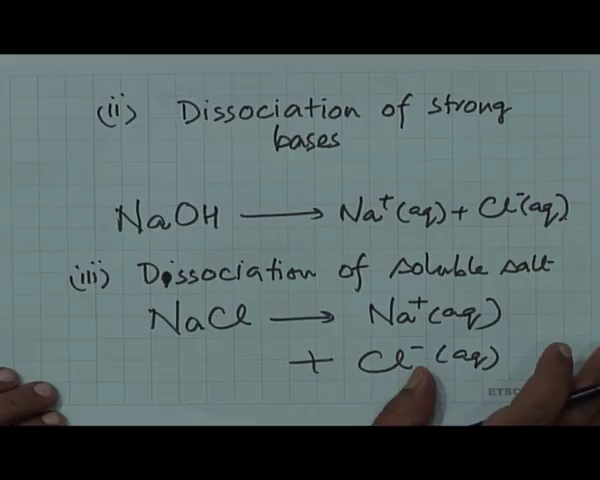 (ii) Dissociation of strong
bases
NaOH ⟶ Na⁺(aq) + Cl⁻(aq)
(iii) Dissociation of soluble salt
NaCl ⟶ Na⁺(aq)
+ Cl⁻(aq)
ETSC